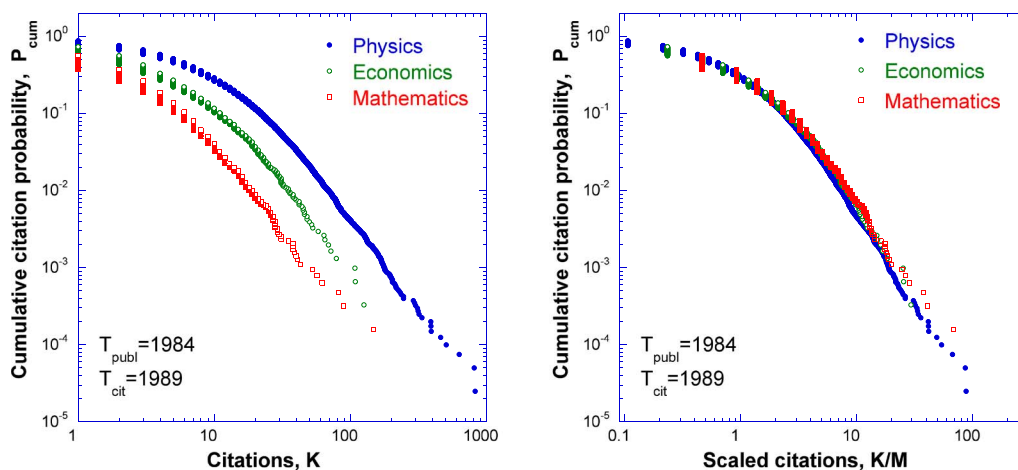 Cumulative citation probability, P_cum
10^0
10^-1
10^-2
10^-3
10^-4
10^-5
Physics
Economics
Mathematics
T_publ=1984
T_cit=1989
1 10 100 1000
Citations, K
Cumulative citation probability, P_cum
10^0
10^-1
10^-2
10^-3
10^-4
10^-5
Physics
Economics
Mathematics
T_publ=1984
T_cit=1989
0.1 1 10 100
Scaled citations, K/M